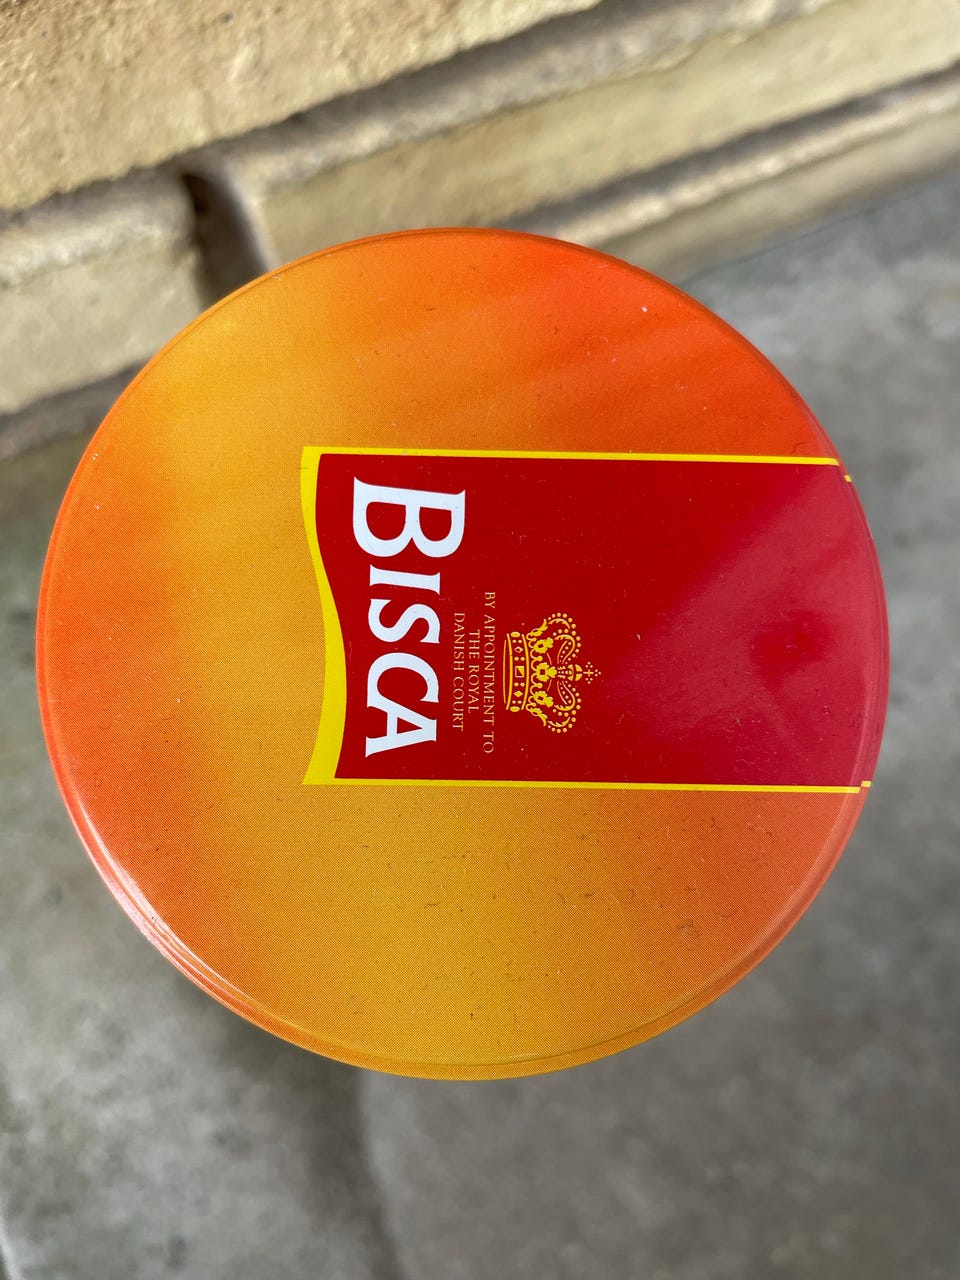 BY APPOINTMENT TO
THE ROYAL
DANISH COURT
BISCA